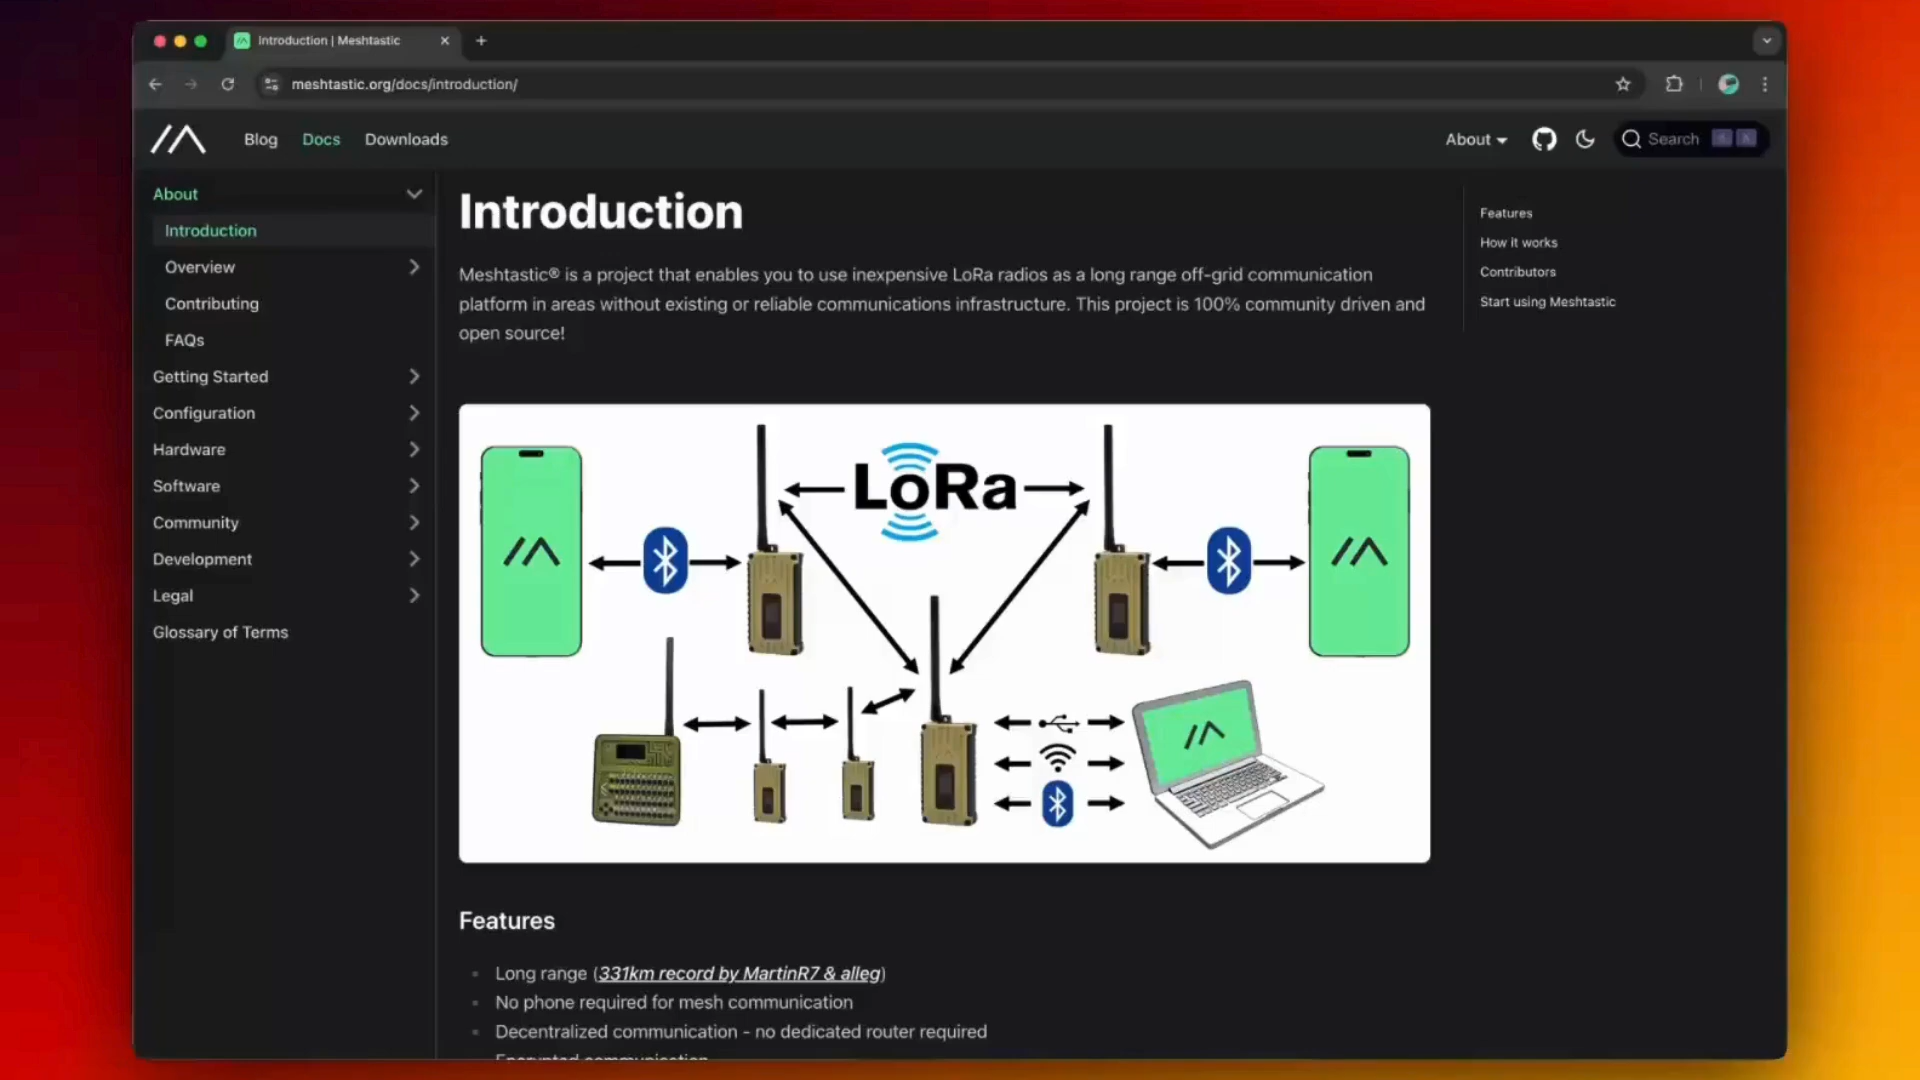 Introduction | Meshtastic
meshtastic.org/docs/introduction/
Blog Docs Downloads About Search
About
Introduction
Overview
Contributing
FAQs
Getting Started
Configuration
Hardware
Software
Community
Development
Legal
Glossary of Terms
Introduction
Meshtastic® is a project that enables you to use inexpensive LoRa radios as a long range off-grid communication
platform in areas without existing or reliable communications infrastructure. This project is 100% community driven and
open source!
LoRa
Features
Long range (331km record by MartinR7 & alleg)
No phone required for mesh communication
Decentralized communication - no dedicated router required
Encrypted communication
Features
How it works
Contributors
Start using Meshtastic